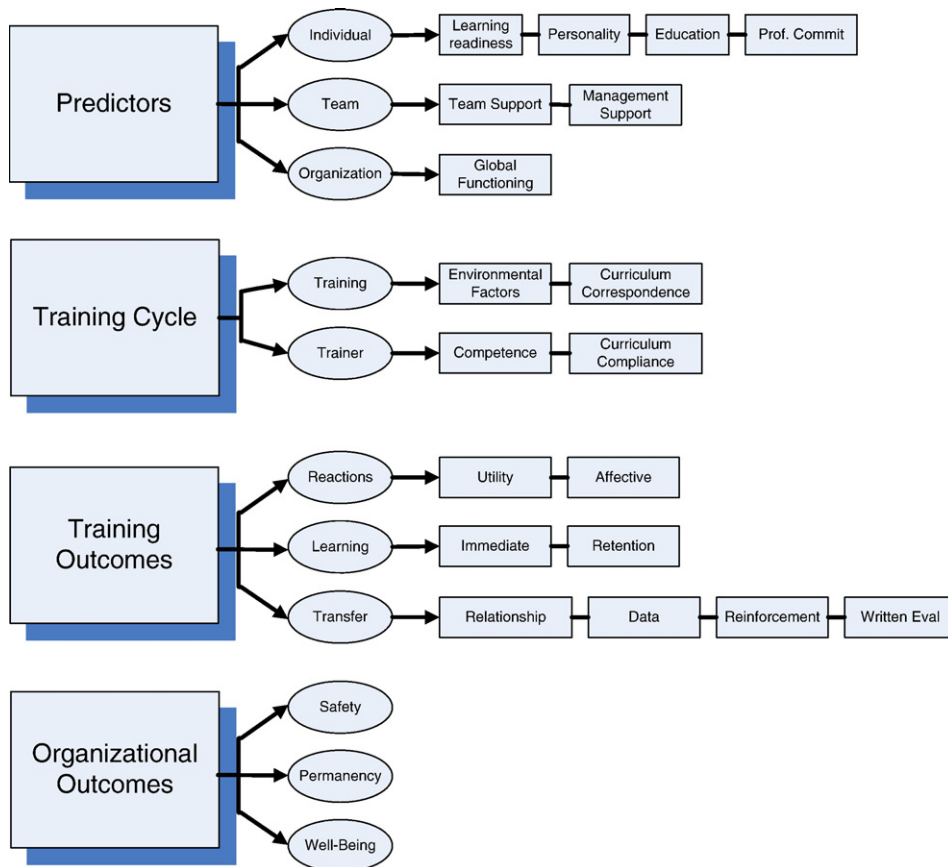 Predictors
Individual
Learning
readiness
Personality
Education
Prof. Commit
Team
Team Support
Management
Support
Organization
Global
Functioning
Training Cycle
Training
Environmental
Factors
Curriculum
Correspondence
Trainer
Competence
Curriculum
Compliance
Training
Outcomes
Reactions
Utility
Affective
Learning
Immediate
Retention
Transfer
Relationship
Data
Reinforcement
Written Eval
Organizational
Outcomes
Safety
Permanency
Well-Being